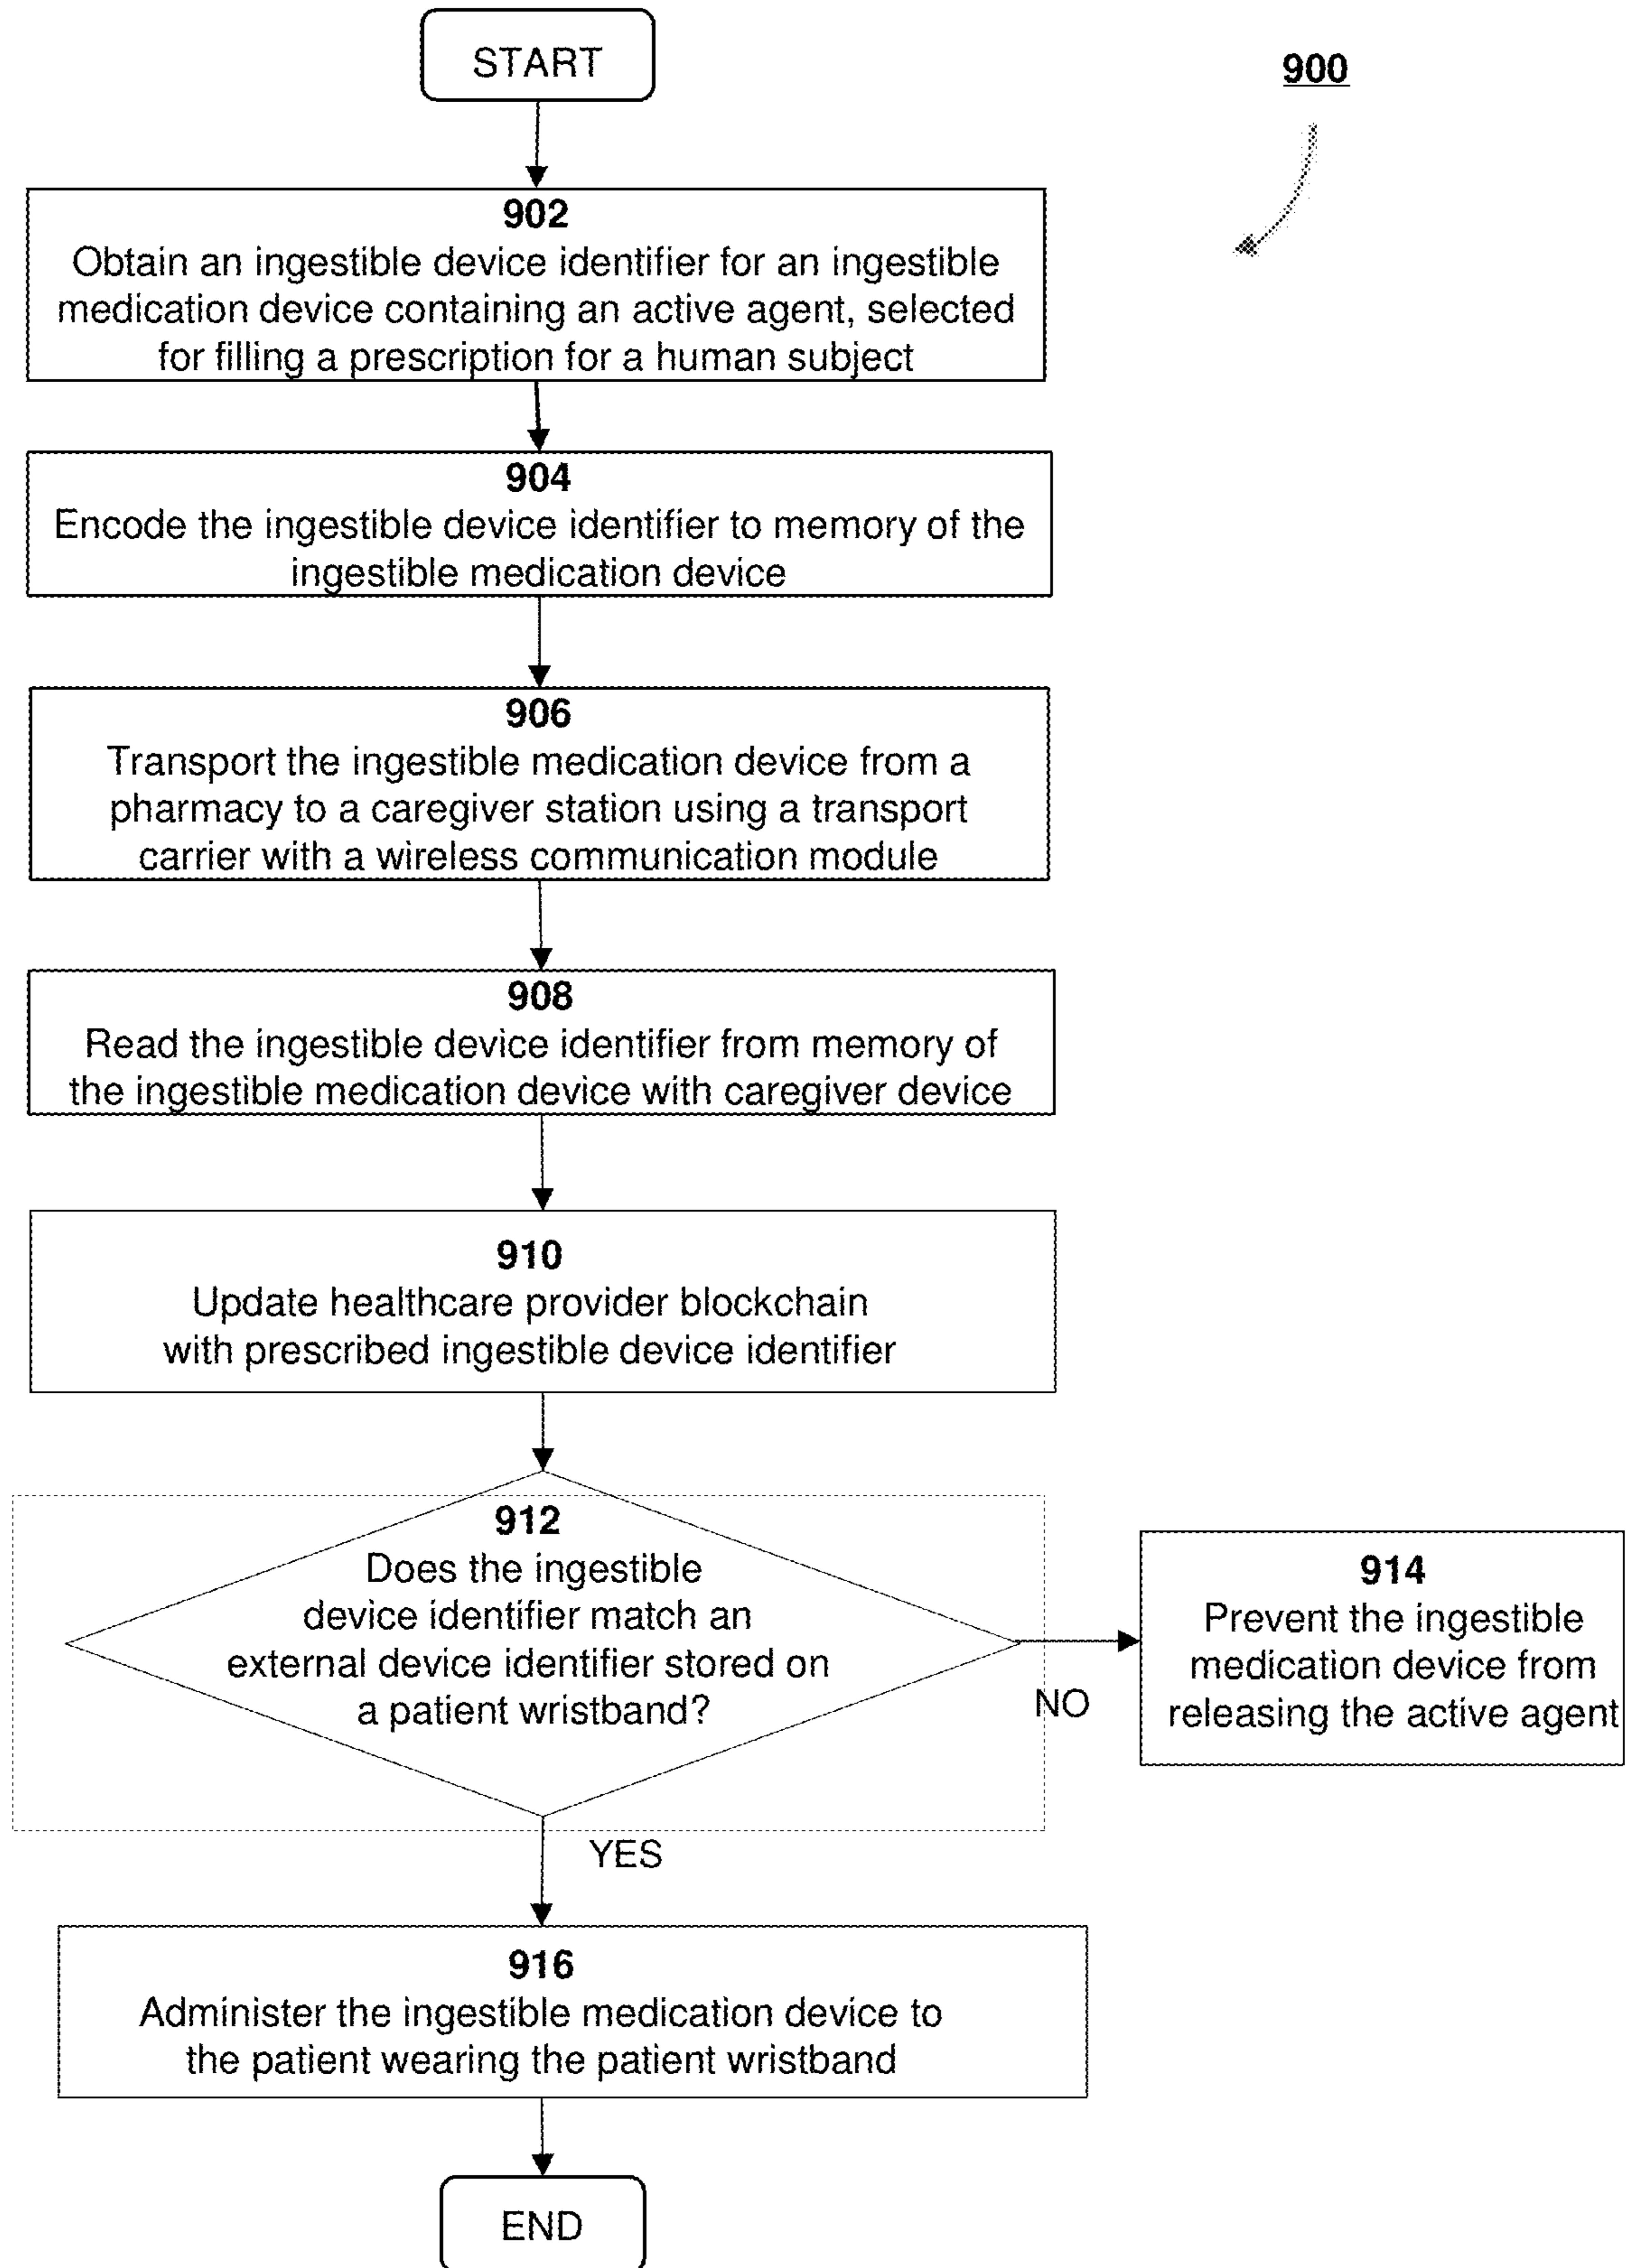 START
900
902
Obtain an ingestible device identifier for an ingestible
medication device containing an active agent, selected
for filling a prescription for a human subject
904
Encode the ingestible device identifier to memory of the
ingestible medication device
906
Transport the ingestible medication device from a
pharmacy to a caregiver station using a transport
carrier with a wireless communication module
908
Read the ingestible device identifier from memory of
the ingestible medication device with caregiver device
910
Update healthcare provider blockchain
with prescribed ingestible device identifier
912
Does the ingestible
device identifier match an
external device identifier stored on
a patient wristband?
NO
914
Prevent the ingestible
medication device from
releasing the active agent
YES
916
Administer the ingestible medication device to
the patient wearing the patient wristband
END